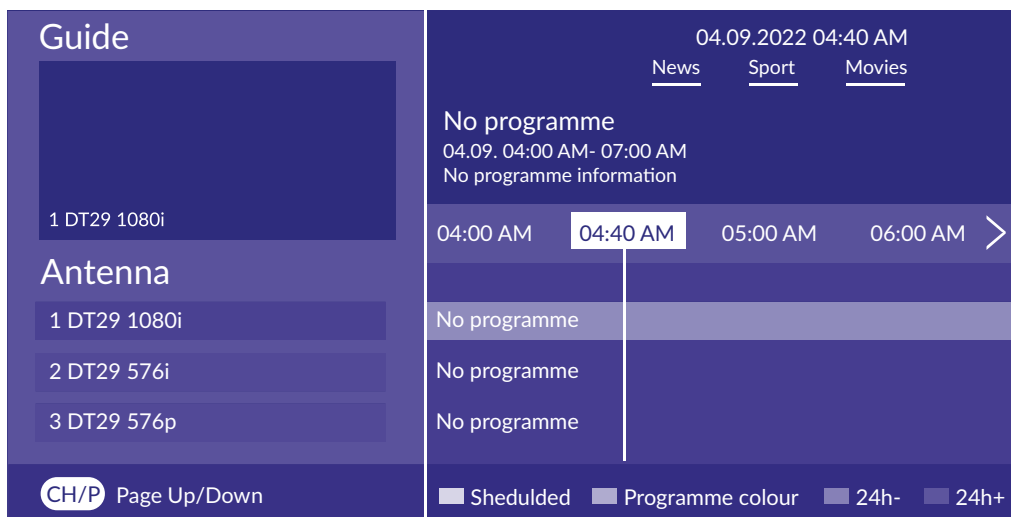 Guide
1 DT29 1080i
Antenna
1 DT29 1080i
2 DT29 576i
3 DT29 576p
CH/P Page Up/Down
04.09.2022 04:40 AM
News Sport Movies
No programme
04.09. 04:00 AM- 07:00 AM
No programme information
04:00 AM 04:40 AM 05:00 AM 06:00 AM
No programme
No programme
No programme
Shedulded Programme colour 24h- 24h+